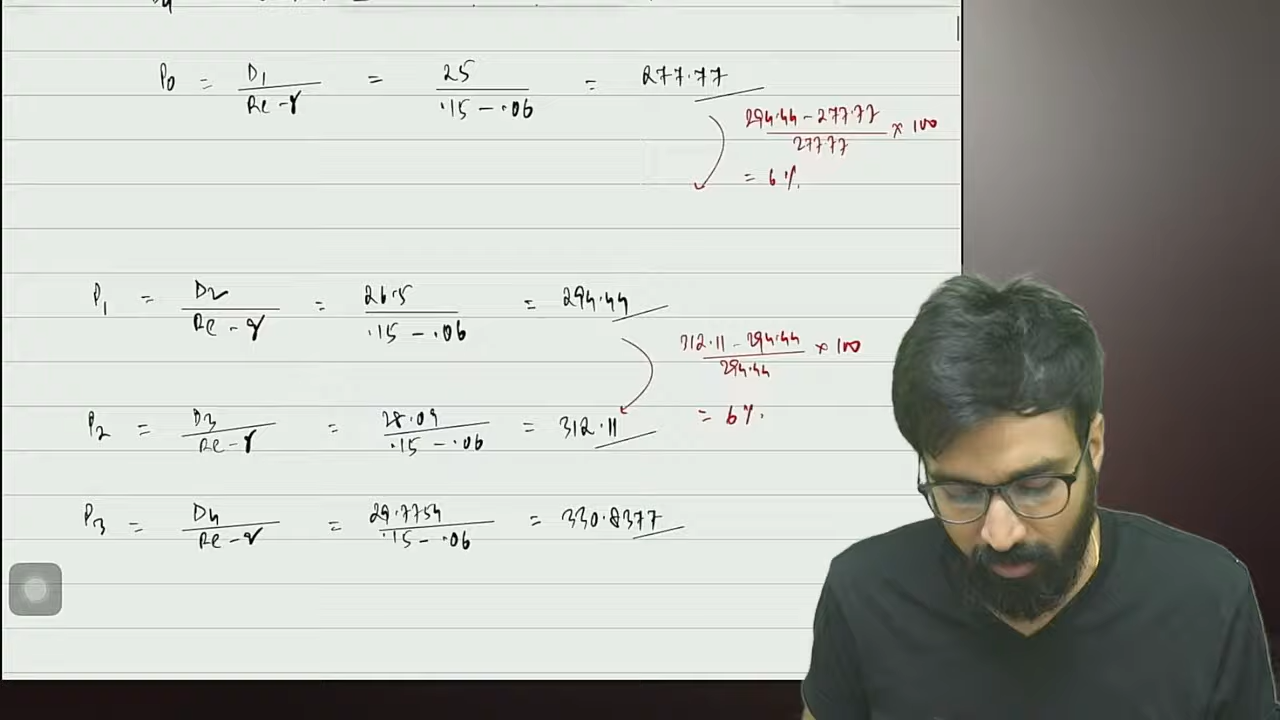 P0 = D1 / Re - r = 25 / .15 - .06 = 277.77
294.44 - 277.77 / 277.77 × 100
= 6%.
P1 = D2 / Re - r = 26.5 / .15 - .06 = 294.44
312.11 - 294.44 / 294.44 × 100
= 6%.
P2 = D3 / Re - r = 28.09 / .15 - .06 = 312.11
P3 = D4 / Re - r = 29.7754 / .15 - .06 = 330.8377